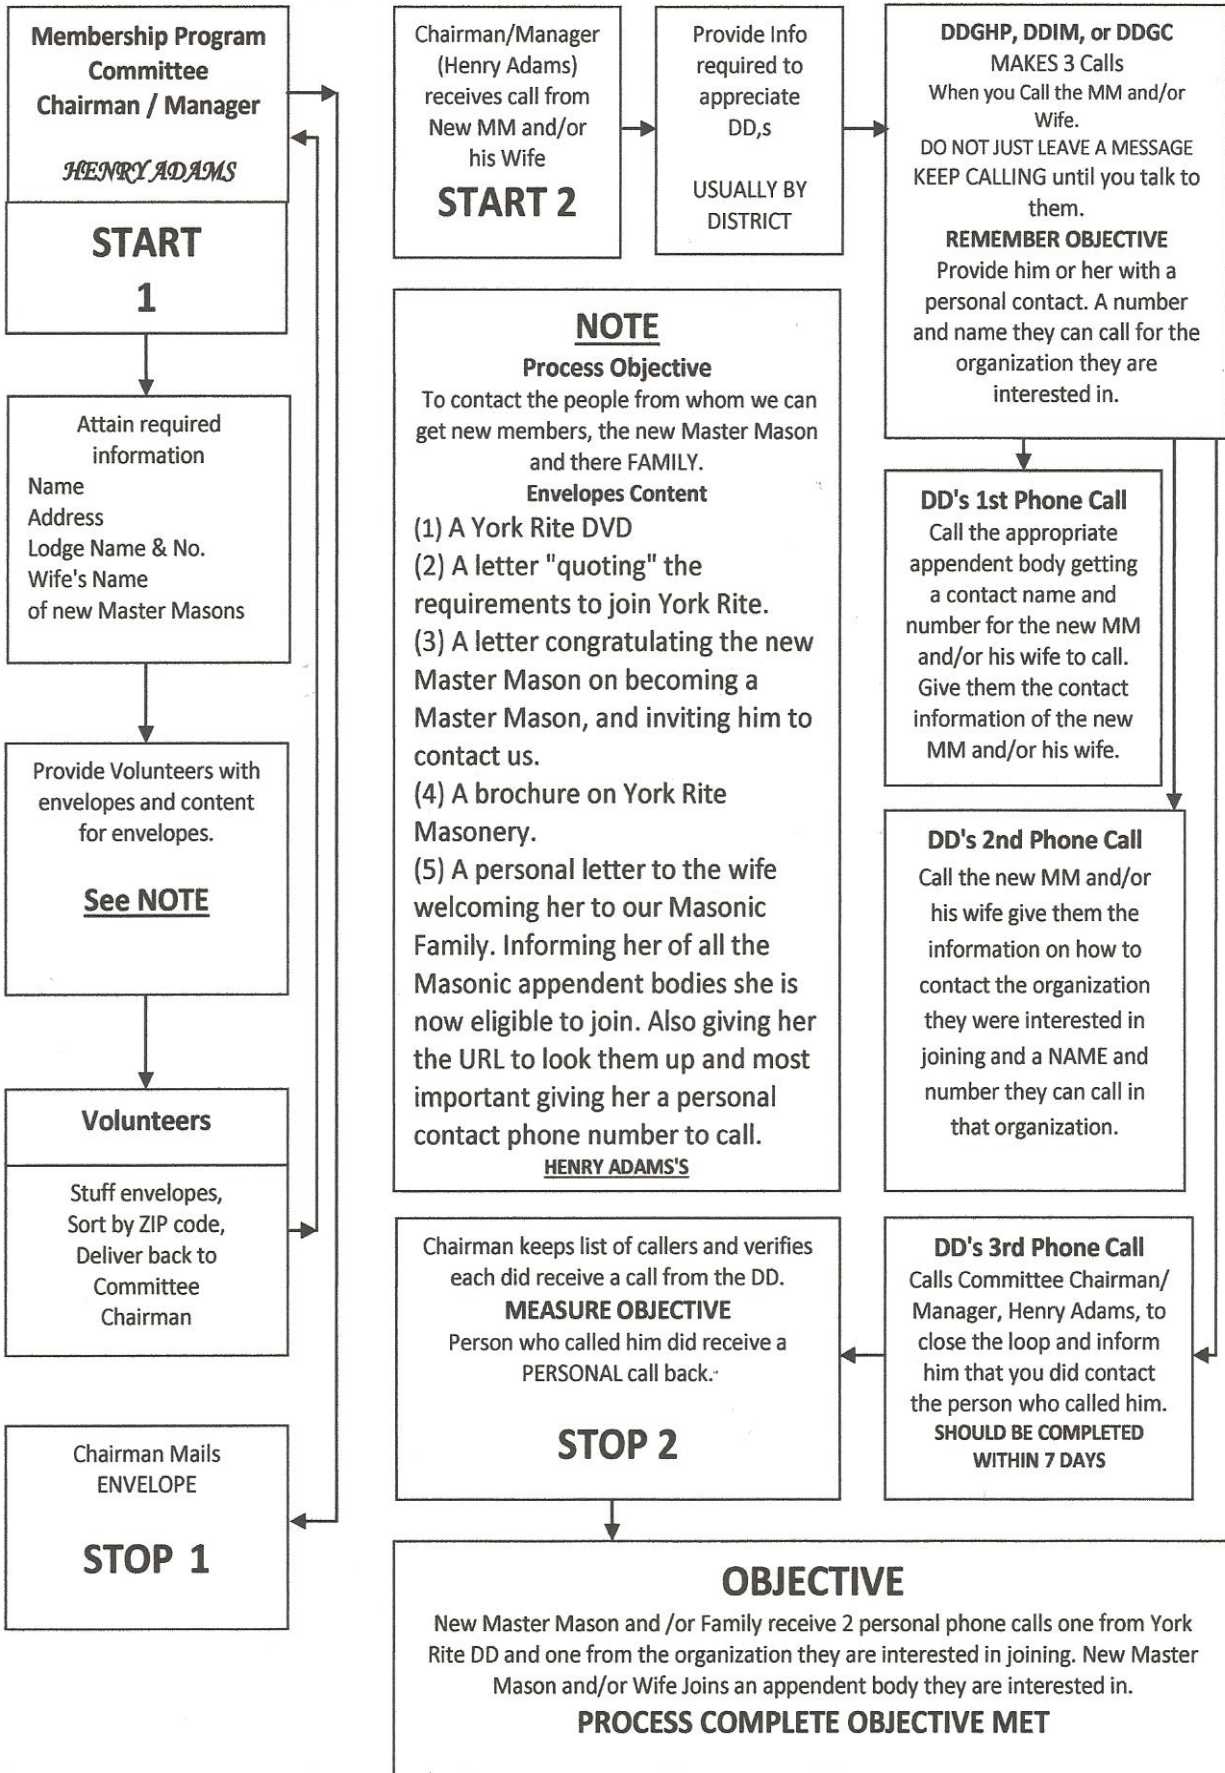 Membership Program
Committee
Chairman / Manager
HENRY ADAMS
START
1
Attain required
information
Name
Address
Lodge Name & No.
Wife's Name
of new Master Masons
Provide Volunteers with
envelopes and content
for envelopes.
See NOTE
Volunteers
Stuff envelopes,
Sort by ZIP code,
Deliver back to
Committee
Chairman
Chairman Mails
ENVELOPE
STOP 1
Chairman/Manager
(Henry Adams)
receives call from
New MM and/or
his Wife
START 2
Provide Info
required to
appreciate
DD,s
USUALLY BY
DISTRICT
DDGHP, DDIM, or DDGC
MAKES 3 Calls
When you Call the MM and/or
Wife.
DO NOT JUST LEAVE A MESSAGE
KEEP CALLING until you talk to
them.
REMEMBER OBJECTIVE
Provide him or her with a
personal contact. A number
and name they can call for the
organization they are
interested in.
NOTE
Process Objective
To contact the people from whom we can
get new members, the new Master Mason
and there FAMILY.
Envelopes Content
(1) A York Rite DVD
(2) A letter "quoting" the
requirements to join York Rite.
(3) A letter congratulating the new
Master Mason on becoming a
Master Mason, and inviting him to
contact us.
(4) A brochure on York Rite
Masonery.
(5) A personal letter to the wife
welcoming her to our Masonic
Family. Informing her of all the
Masonic appendent bodies she is
now eligible to join. Also giving her
the URL to look them up and most
important giving her a personal
contact phone number to call.
HENRY ADAMS'S
DD's 1st Phone Call
Call the appropriate
appendent body getting
a contact name and
number for the new MM
and/or his wife to call.
Give them the contact
information of the new
MM and/or his wife.
DD's 2nd Phone Call
Call the new MM and/or
his wife give them the
information on how to
contact the organization
they were interested in
joining and a NAME and
number they can call in
that organization.
DD's 3rd Phone Call
Calls Committee Chairman/
Manager, Henry Adams, to
close the loop and inform
him that you did contact
the person who called him.
SHOULD BE COMPLETED
WITHIN 7 DAYS
Chairman keeps list of callers and verifies
each did receive a call from the DD.
MEASURE OBJECTIVE
Person who called him did receive a
PERSONAL call back.
STOP 2
OBJECTIVE
New Master Mason and /or Family receive 2 personal phone calls one from York
Rite DD and one from the organization they are interested in joining. New Master
Mason and/or Wife Joins an appendent body they are interested in.
PROCESS COMPLETE OBJECTIVE MET